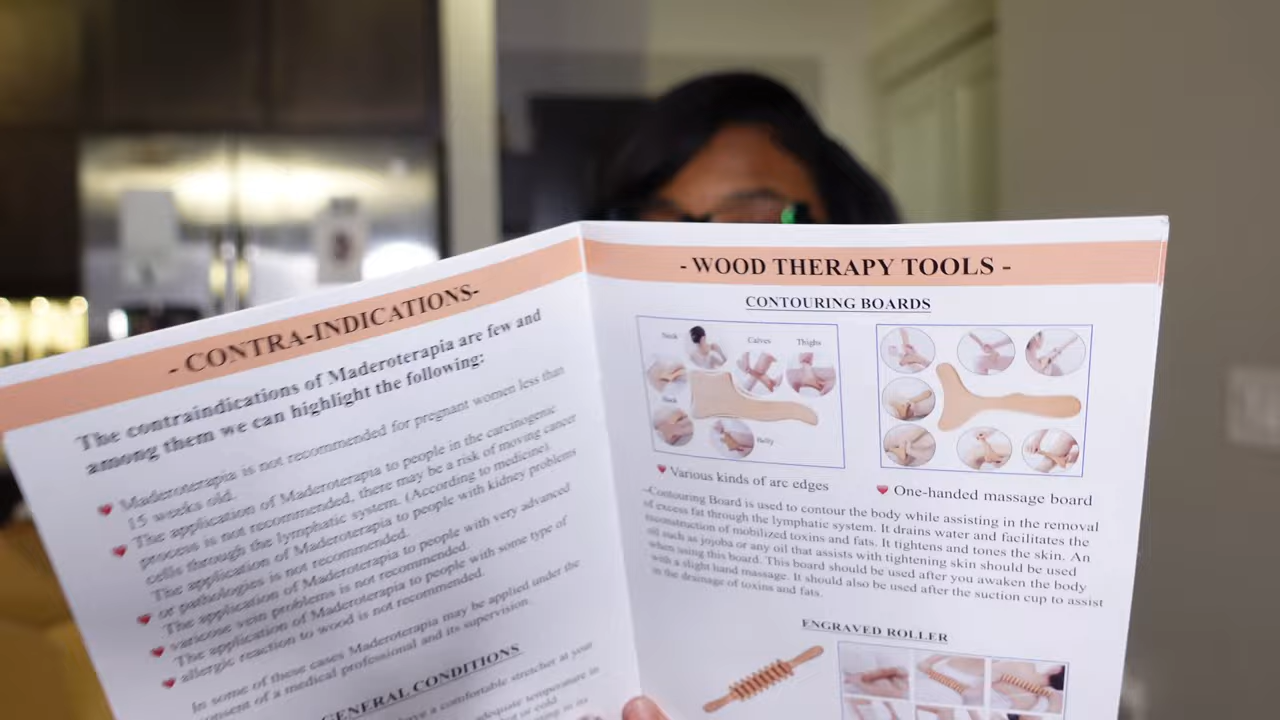 - CONTRA-INDICATIONS-
The contraindications of Maderoterapia are few and
among them we can highlight the following:
Maderoterapia is not recommended for pregnant women less than
15 weeks old.
The application of Maderoterapia to people in the carcinogenic
process is not recommended, there may be a risk of moving cancer
cells through the lymphatic system. (According to medicine).
The application of Maderoterapia to people with kidney problems
or pathologies is not recommended.
The application of Maderoterapia to people with very advanced
varicose vein problems is not recommended.
The application of Maderoterapia to people with some type of
allergic reaction to wood is not recommended.
In some of these cases Maderoterapia may be applied under the
consent of a medical professional and its supervision.
GENERAL CONDITIONS
have a comfortable stretcher at your
adequate temperature in
or cold
- WOOD THERAPY TOOLS -
CONTOURING BOARDS
Neck
Calves
Thighs
Back
Belly
Various kinds of arc edges
One-handed massage board
-Contouring Board is used to contour the body while assisting in the removal
of excess fat through the lymphatic system. It drains water and facilitates the
reconstruction of mobilized toxins and fats. It tightens and tones the skin. An
oil such as jojoba or any oil that assists with tightening skin should be used
when using this board. This board should be used after you awaken the body
with a slight hand massage. It should also be used after the suction cup to assist
in the drainage of toxins and fats.
ENGRAVED ROLLER